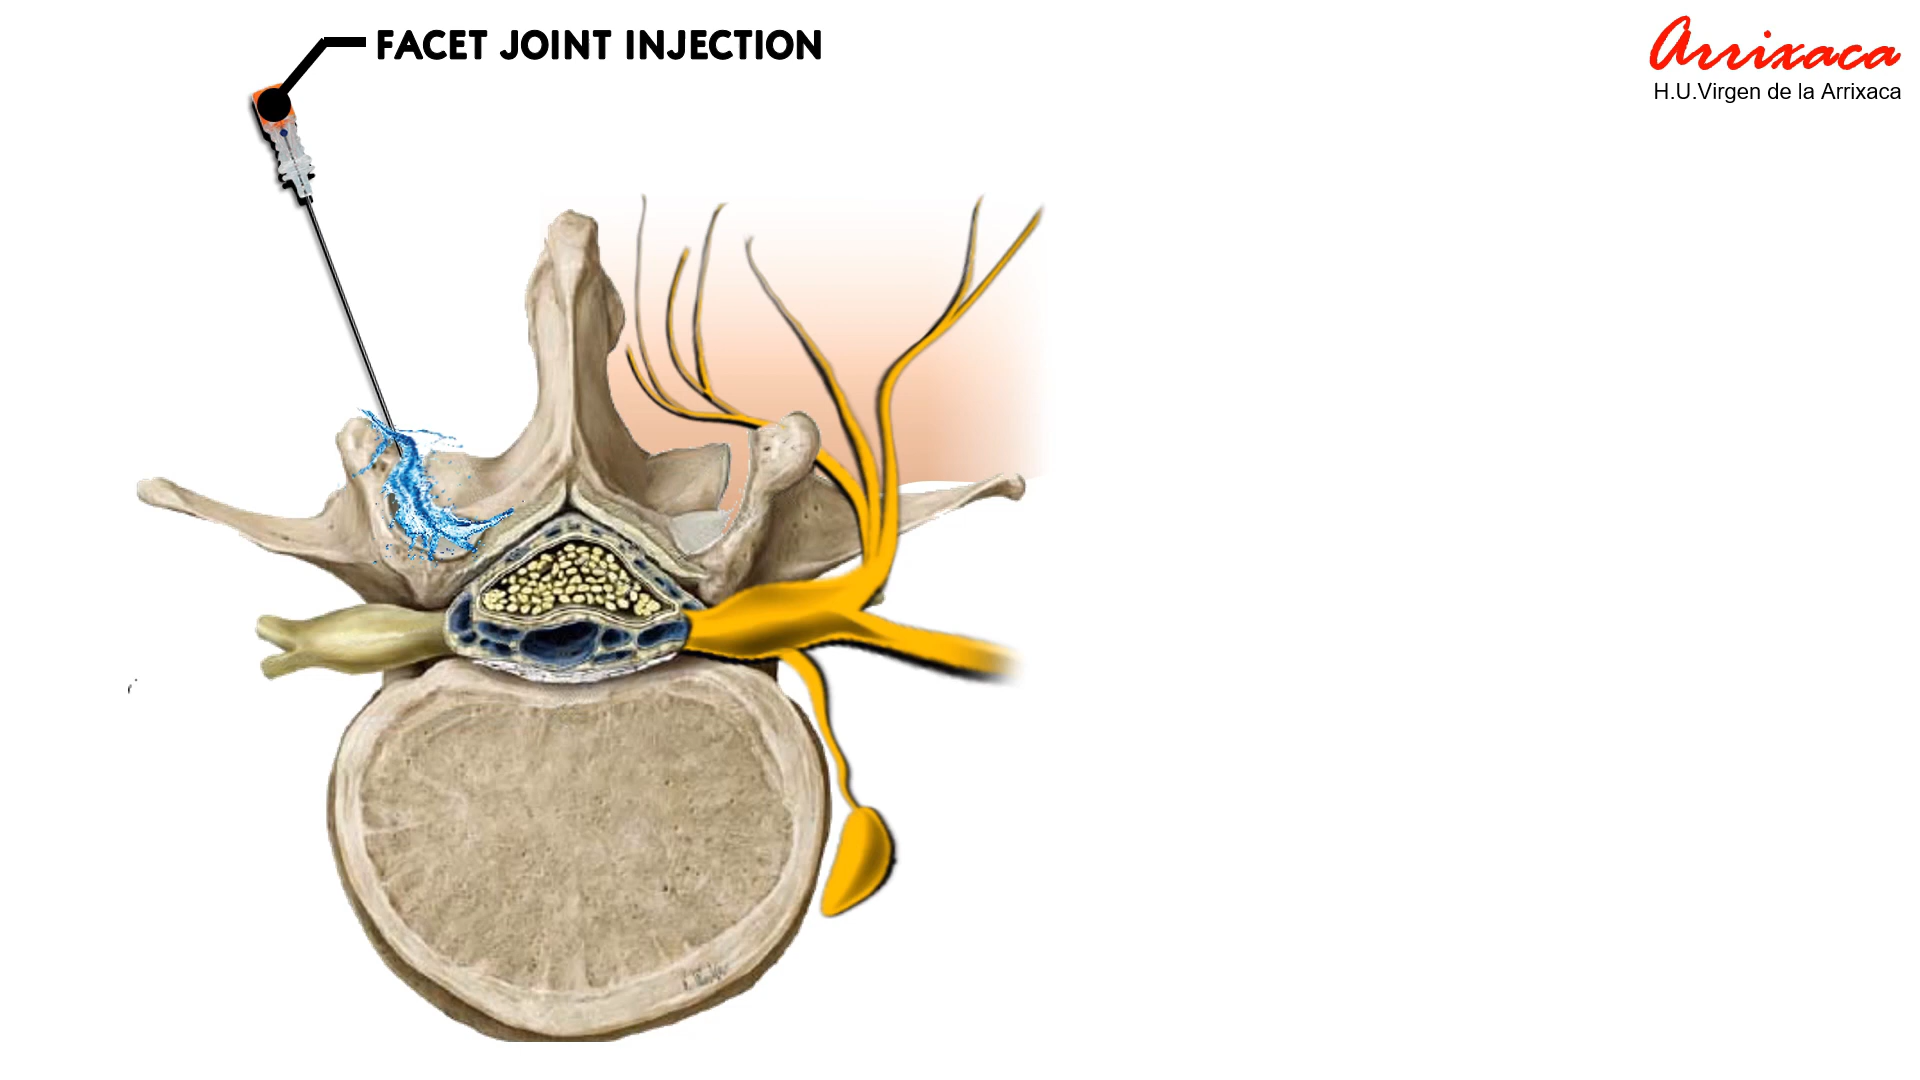 FACET JOINT INJECTION
Arrixaca
H.U.Virgen de la Arrixaca